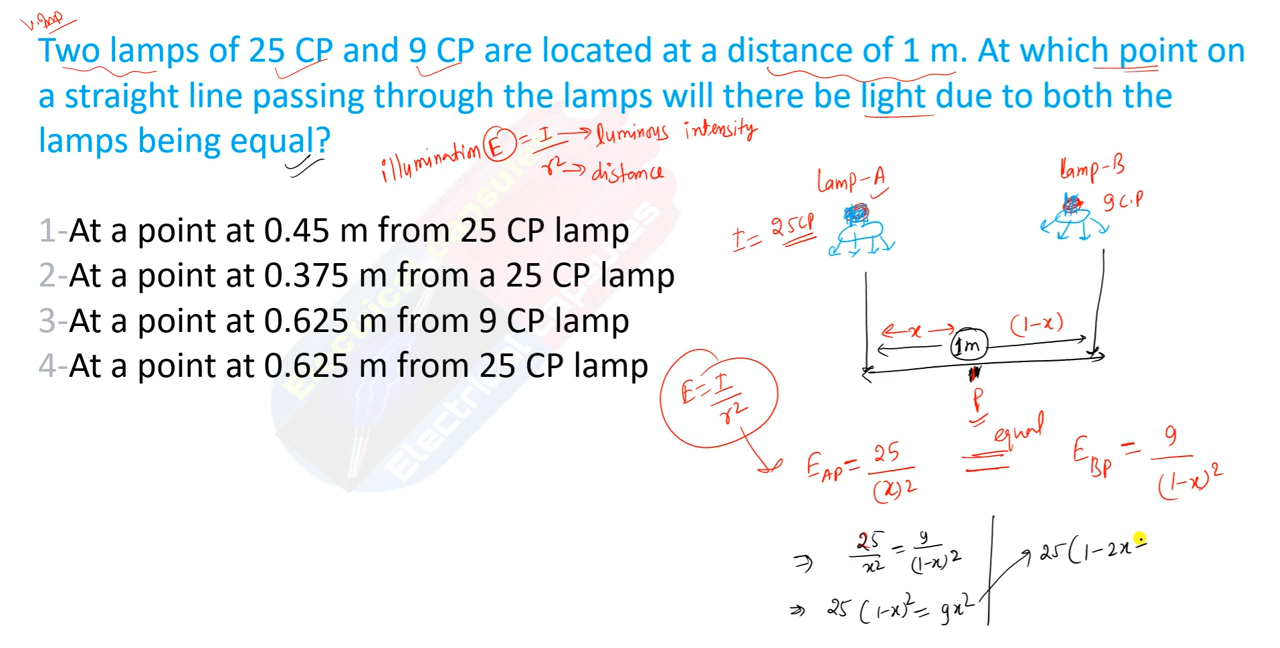 V. Imp
Two lamps of 25 CP and 9 CP are located at a distance of 1 m. At which point on
a straight line passing through the lamps will there be light due to both the
lamps being equal?
illumination E = I → luminous intensity
r² → distance
lamp-A
lamp-B
I = 25CP
9 C.P
1-At a point at 0.45 m from 25 CP lamp
2-At a point at 0.375 m from a 25 CP lamp
3-At a point at 0.625 m from 9 CP lamp
4-At a point at 0.625 m from 25 CP lamp
x
(1-x)
1m
P
E = I/r²
equal
E_AP = 25/(x)²
E_BP = 9/(1-x)²
⇒ 25/x² = 9/(1-x)²
⇒ 25(1-x)² = 9x²
25(1-2x
Electrical Capsules